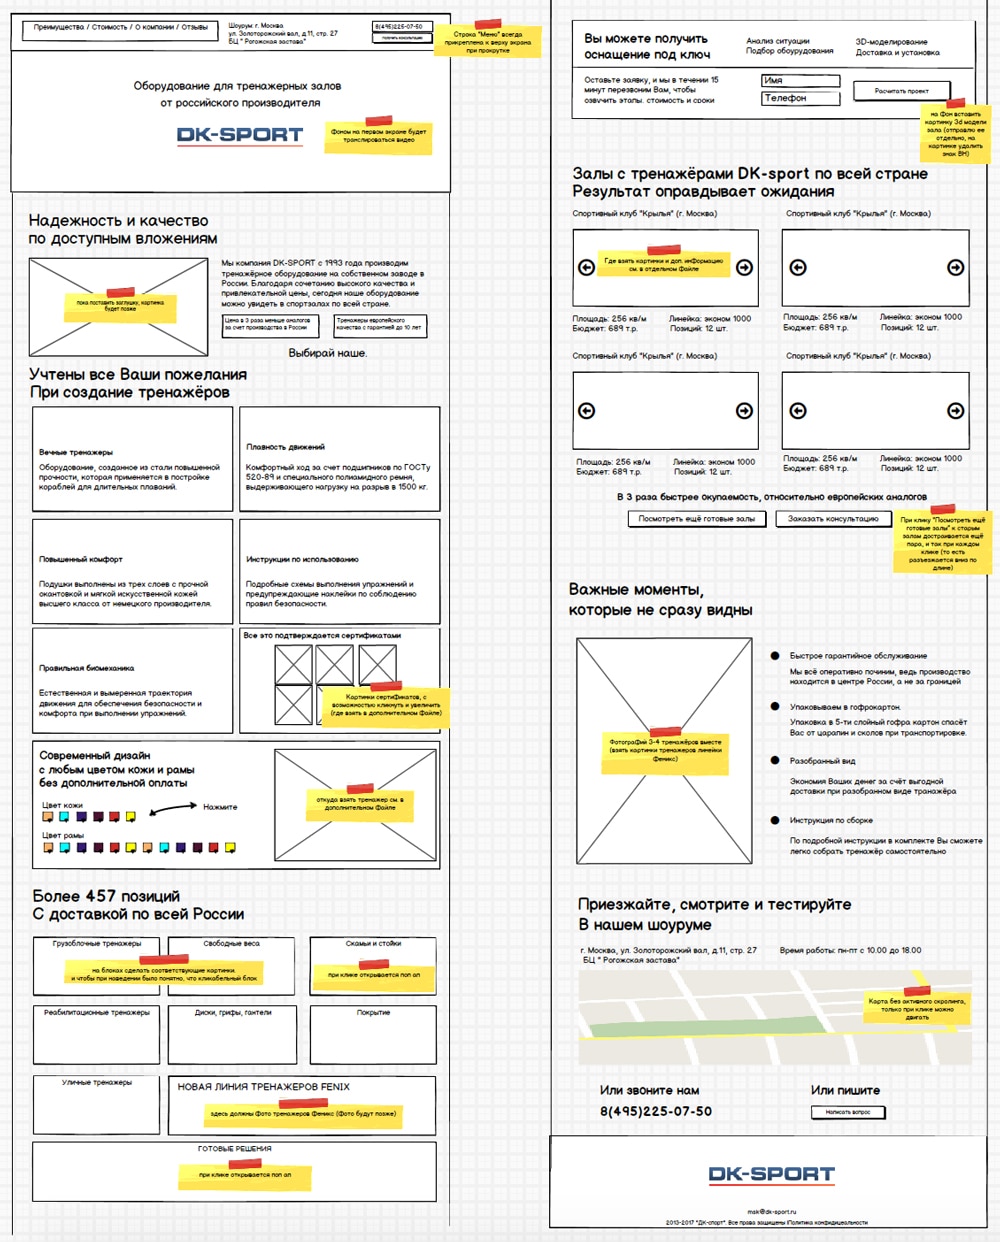 Преимущества / Стоимость / О компании / Отзывы
Шоурум: г. Москва
ул. Золоторожский вал, д.11, стр. 27
БЦ " Рогожская застава"
8(495)225-07-50
Получить консультацию
Строка "Меню" всегда
прикреплена к верху экрана
при прокрутке
Оборудование для тренажерных залов
от российского производителя
DK-SPORT
Фоном на первом экране будет
транслироваться видео
Надежность и качество
по доступным вложениям
пока поставить заглушку, картинка
будет позже
Мы компания DK-SPORT с 1993 года производим
тренажёрное оборудование на собственном заводе в
России. Благодаря сочетанию высокого качества и
привлекательной цены, сегодня наше оборудование
можно увидеть в спортзалах по всей стране.
Цена в 3 раза меньше аналогов
за счет производства в России
Тренажеры европейского
качества с гарантией до 10 лет
Выбирай наше.
Учтены все Ваши пожелания
При создание тренажёров
Вечные тренажеры
Оборудование, созданное из стали повышенной
прочности, которая применяется в постройке
кораблей для длительных плаваний.
Плавность движений
Комфортный ход за счет подшипников по ГОСТу
520-89 и специального полиамидного ремня,
выдерживающего нагрузку на разрыв в 1500 кг.
Повышенный комфорт
Подушки выполнены из трех слоев с прочной
окантовкой и мягкой искусственной кожей
высшего класса от немецкого производителя.
Инструкции по использованию
Подробные схемы выполнения упражнений и
предупреждающие наклейки по соблюдению
правил безопасности.
Правильная биомеханика
Естественная и вымеренная траектория
движения для обеспечения безопасности и
комфорта при выполнении упражнений.
Все это подтверждается сертификатами
Картинки сертификатов, с
возможностью кликнуть и увеличить
(где взять в дополнительном файле)
Современный дизайн
с любым цветом кожи и рамы
без дополнительной оплаты
Цвет кожи
Нажмите
Цвет рамы
откуда взять тренажер см. в
дополнительном файле
Более 457 позиций
С доставкой по всей России
Грузоблочные тренажеры
Свободные веса
Скамьи и стойки
на блоках сделать соответствующие картинки
и чтобы при наведении было понятно, что кликабельный блок
при клике открывается поп ап
Реабилитационные тренажеры
Диски, грифы, гантели
Покрытие
Уличные тренажеры
НОВАЯ ЛИНИЯ ТРЕНАЖЕРОВ FENIX
здесь должны Фото тренажеров Феникс (Фото будут позже)
ГОТОВЫЕ РЕШЕНИЯ
при клике открывается поп ап
Вы можете получить
оснащение под ключ
Анализ ситуации
Подбор обоурудования
3D-моделирование
Доставка и установка
Оставьте заявку, и мы в течении 15
минут перезвоним Вам, чтобы
озвучить этапы, стоимость и сроки
Имя
Телефон
Расчитать проект
на Фон вставить
картинку 3d модели
зала (отправлю ее
отдельно, на
картинке удалить
знак ВН)
Залы с тренажёрами DK-sport по всей стране
Результат оправдывает ожидания
Спортивный клуб "Крылья" (г. Москва)
Спортивный клуб "Крылья" (г. Москва)
Где взять картинки и доп. информацию
см. в отдельном файле
Площадь: 256 кв/м
Линейка: эконом 1000
Бюджет: 689 т.р.
Позиций: 12 шт.
Площадь: 256 кв/м
Линейка: эконом 1000
Бюджет: 689 т.р.
Позиций: 12 шт.
Спортивный клуб "Крылья" (г. Москва)
Спортивный клуб "Крылья" (г. Москва)
Площадь: 256 кв/м
Линейка: эконом 1000
Бюджет: 689 т.р.
Позиций: 12 шт.
Площадь: 256 кв/м
Линейка: эконом 1000
Бюджет: 689 т.р.
Позиций: 12 шт.
В 3 раза быстрее окупаемость, относительно европейских аналогов
Посмотреть ещё готовые залы
Заказать консультацию
При клику "Посмотреть ещё
готовые залы" к старым
залам достраивается ещё
пара, и так при каждом
клике (то есть
разъезжается вниз по
длине)
Важные моменты,
которые не сразу видны
Фотографий 3-4 тренажёров вместе
(взять картинки тренажеров линейки
Феникс)
Быстрое гарантийное обслуживание
Мы всё оперативно починим, ведь производство
находится в центре России, а не за границей
Упаковываем в гофрокартон.
Упаковка в 5-ти слойный гофра картон спасёт
Вас от царапин и сколов при транспортировке.
Разобранный вид
Экономия Ваших денег за счёт выгодной
доставки при разобранном виде транажёра
Инструкция по сборке
По подробной инструкции в комплекте Вы сможете
легко собрать тренажёр самостоятельно
Приезжайте, смотрите и тестируйте
В нашем шоуруме
г. Москва, ул. Золоторожский вал, д.11, стр. 27
БЦ " Рогожская застава"
Время работы: пн-пт с 10.00 до 18.00
Карта без активного скролинга,
только при клике можно
двигать
Или звоните нам
8(495)225-07-50
Или пишите
Написать вопрос
DK-SPORT
msk@dk-sport.ru
2013-2017 "ДК-спорт". Все права защищены Политика конфидицеальности